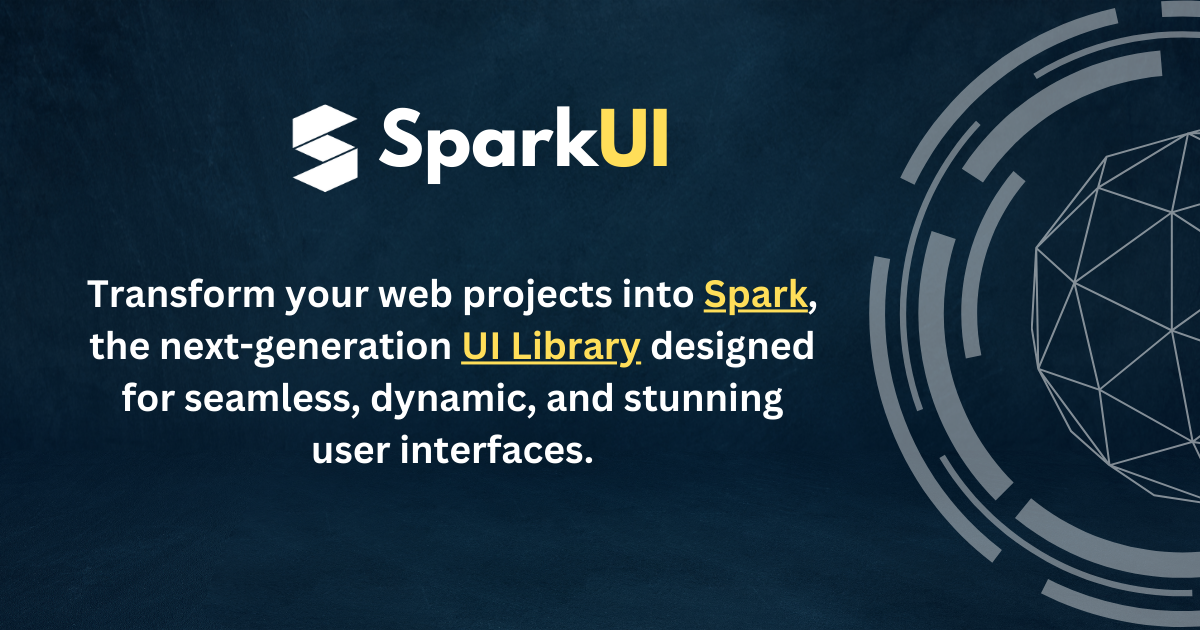 SparkUI
Transform your web projects into Spark,
the next-generation UI Library designed
for seamless, dynamic, and stunning
user interfaces.